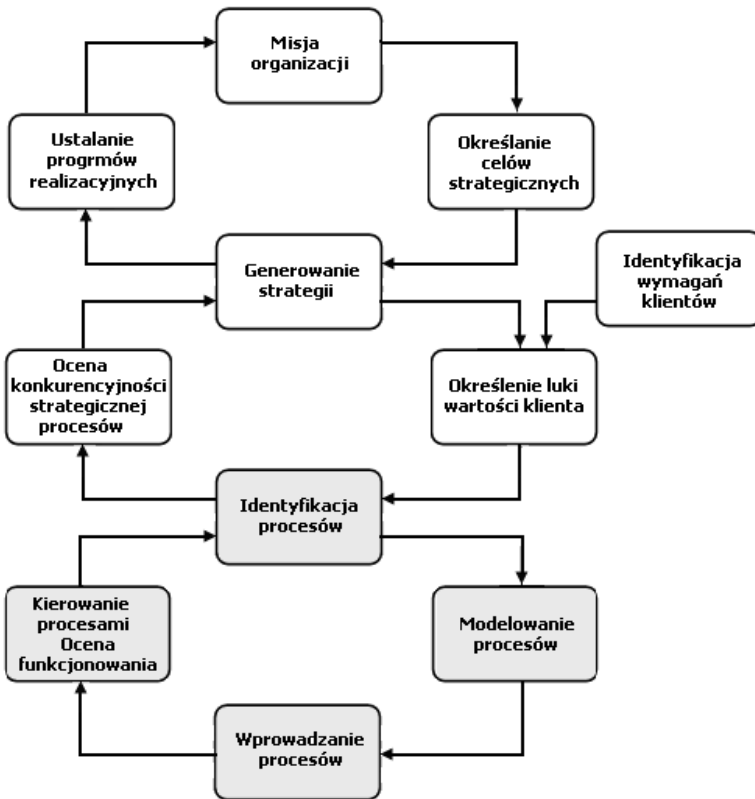 Misja
organizacji
Ustalanie
progrmów
realizacyjnych
Określanie
celów
strategicznych
Generowanie
strategii
Identyfikacja
wymagań
klientów
Ocena
konkurencyjności
strategicznej
procesów
Określenie luki
wartości klienta
Identyfikacja
procesów
Kierowanie
procesami
Ocena
funkcjonowania
Modelowanie
procesów
Wprowadzanie
procesów